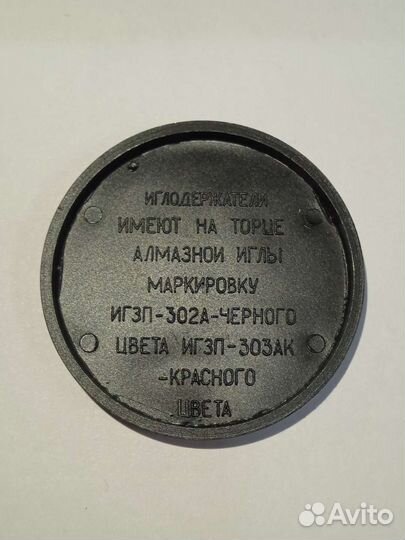 ИГЛОДЕРЖАТЕЛИ
ИМЕЮТ НА ТОРЦЕ
АЛМАЗНОЙ ИГЛЫ
МАРКИРОВКУ
ИГЗП-302А-ЧЕРНОГО
ЦВЕТА ИГЗП-303АК
-КРАСНОГО
ЦВЕТА
Avito